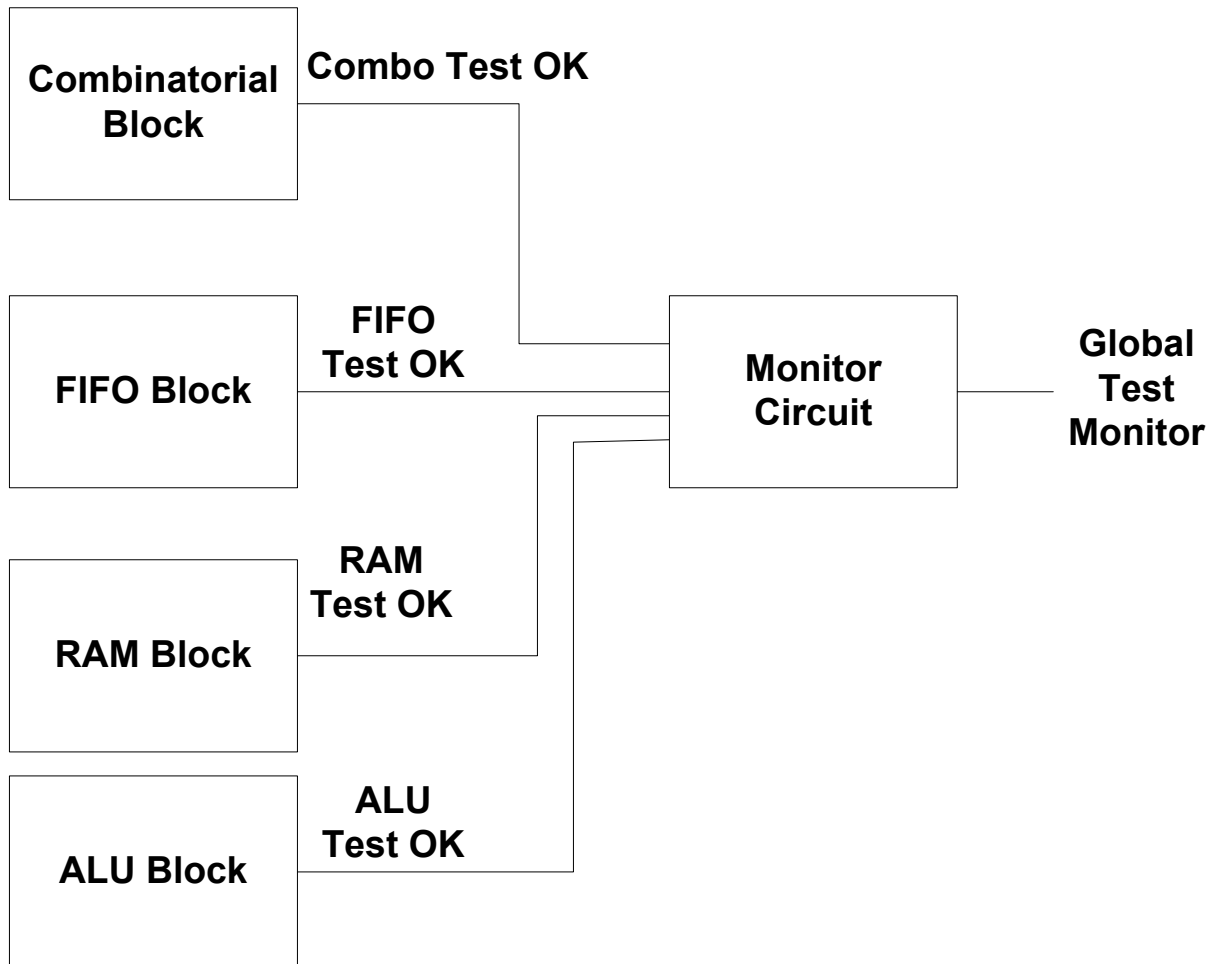 Combinatorial
Block
Combo Test OK
FIFO Block
FIFO
Test OK
Monitor
Circuit
Global
Test
Monitor
RAM Block
RAM
Test OK
ALU Block
ALU
Test OK